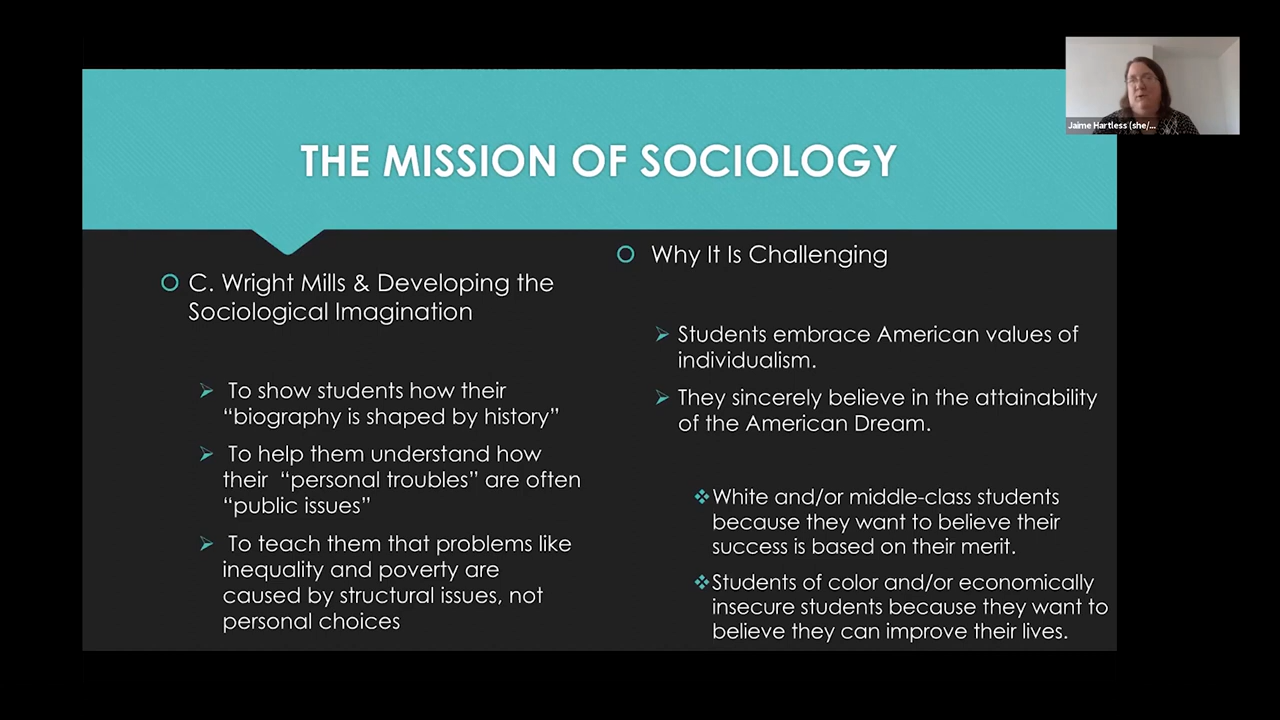 THE MISSION OF SOCIOLOGY
Jaime Hartless (she/...
C. Wright Mills & Developing the
Sociological Imagination
To show students how their
“biography is shaped by history”
To help them understand how
their “personal troubles” are often
“public issues”
To teach them that problems like
inequality and poverty are
caused by structural issues, not
personal choices
Why It Is Challenging
Students embrace American values of
individualism.
They sincerely believe in the attainability
of the American Dream.
White and/or middle-class students
because they want to believe their
success is based on their merit.
Students of color and/or economically
insecure students because they want to
believe they can improve their lives.